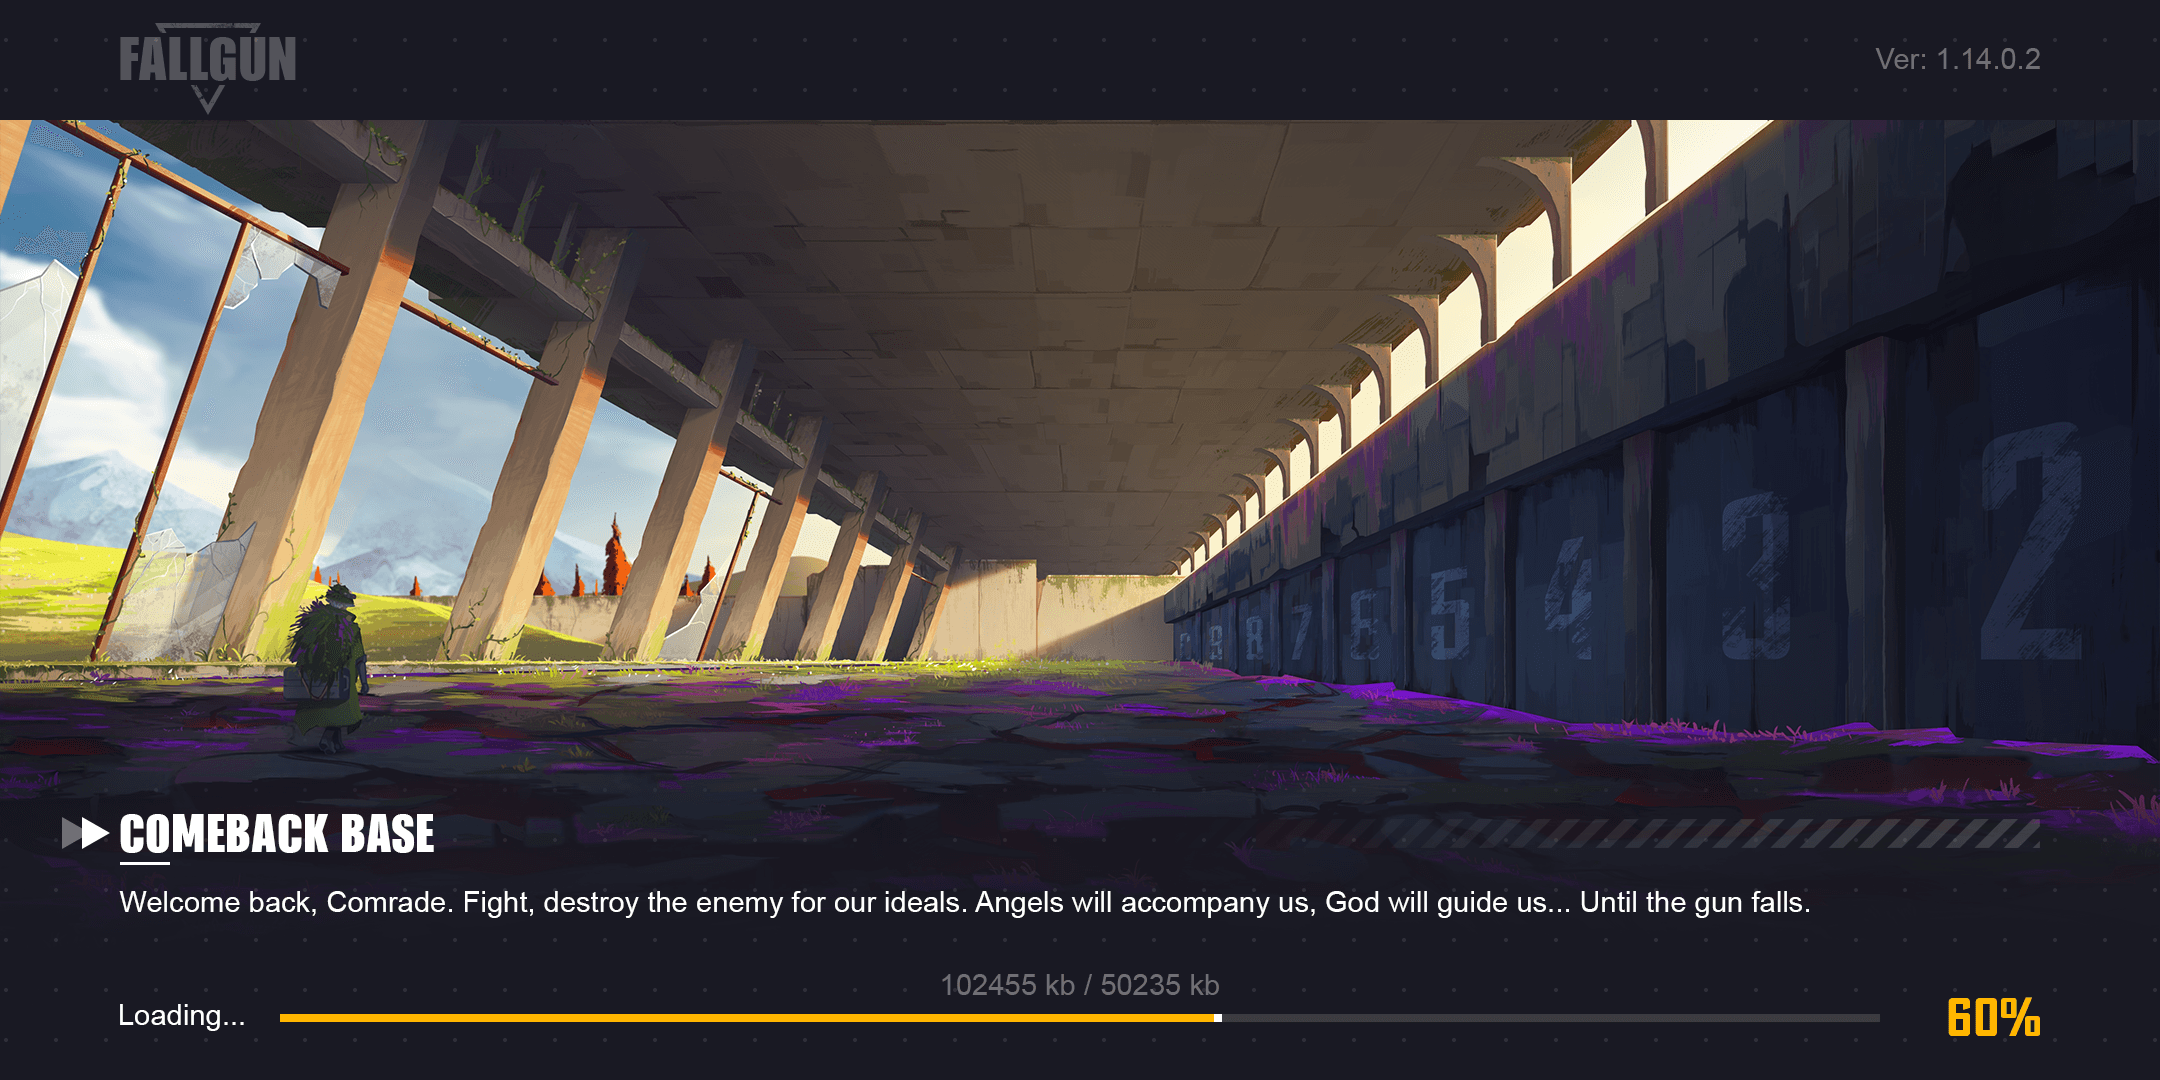 FALLGUN
Ver: 1.14.0.2
2
3
4
5
6
7
8
COMEBACK BASE
Welcome back, Comrade. Fight, destroy the enemy for our ideals. Angels will accompany us, God will guide us... Until the gun falls.
102455 kb / 50235 kb
Loading...
60%